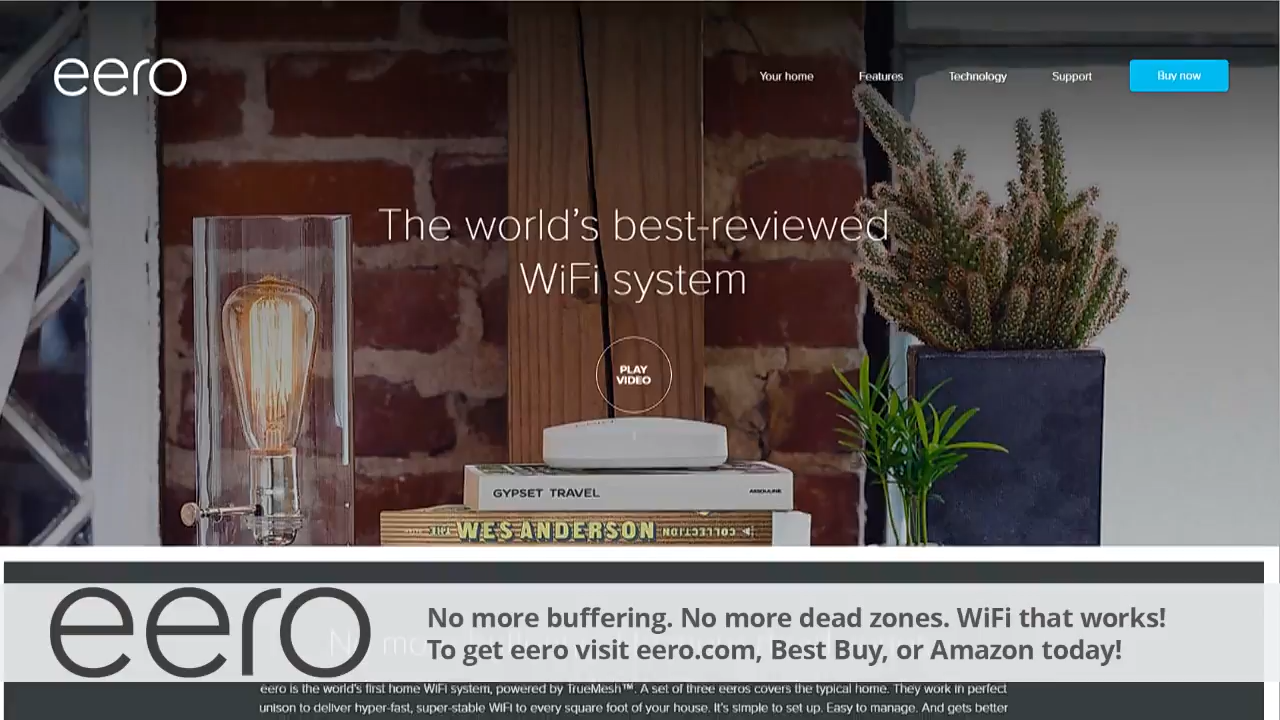 eero
Your home
Features
Technology
Support
Buy now
The world's best-reviewed
WiFi system
PLAY
VIDEO
GYPSET TRAVEL
ASSOULINE
THE WES ANDERSON COLLECTION
eero
No more buffering. No more dead zones. WiFi that works!
To get eero visit eero.com, Best Buy, or Amazon today!
eero is the world's first home WiFi system, powered by TrueMesh™. A set of three eeros covers the typical home. They work in perfect
unison to deliver hyper-fast, super-stable WiFi to every square foot of your house. It's simple to set up. Easy to manage. And gets better